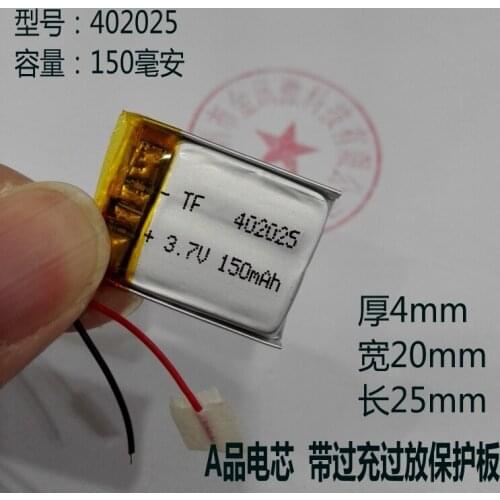 型号：402025
容量：150毫安
- TF 402025
+ 3.7V 150mAh
厚4mm
宽20mm
长25mm
A品电芯 带过充过放保护板